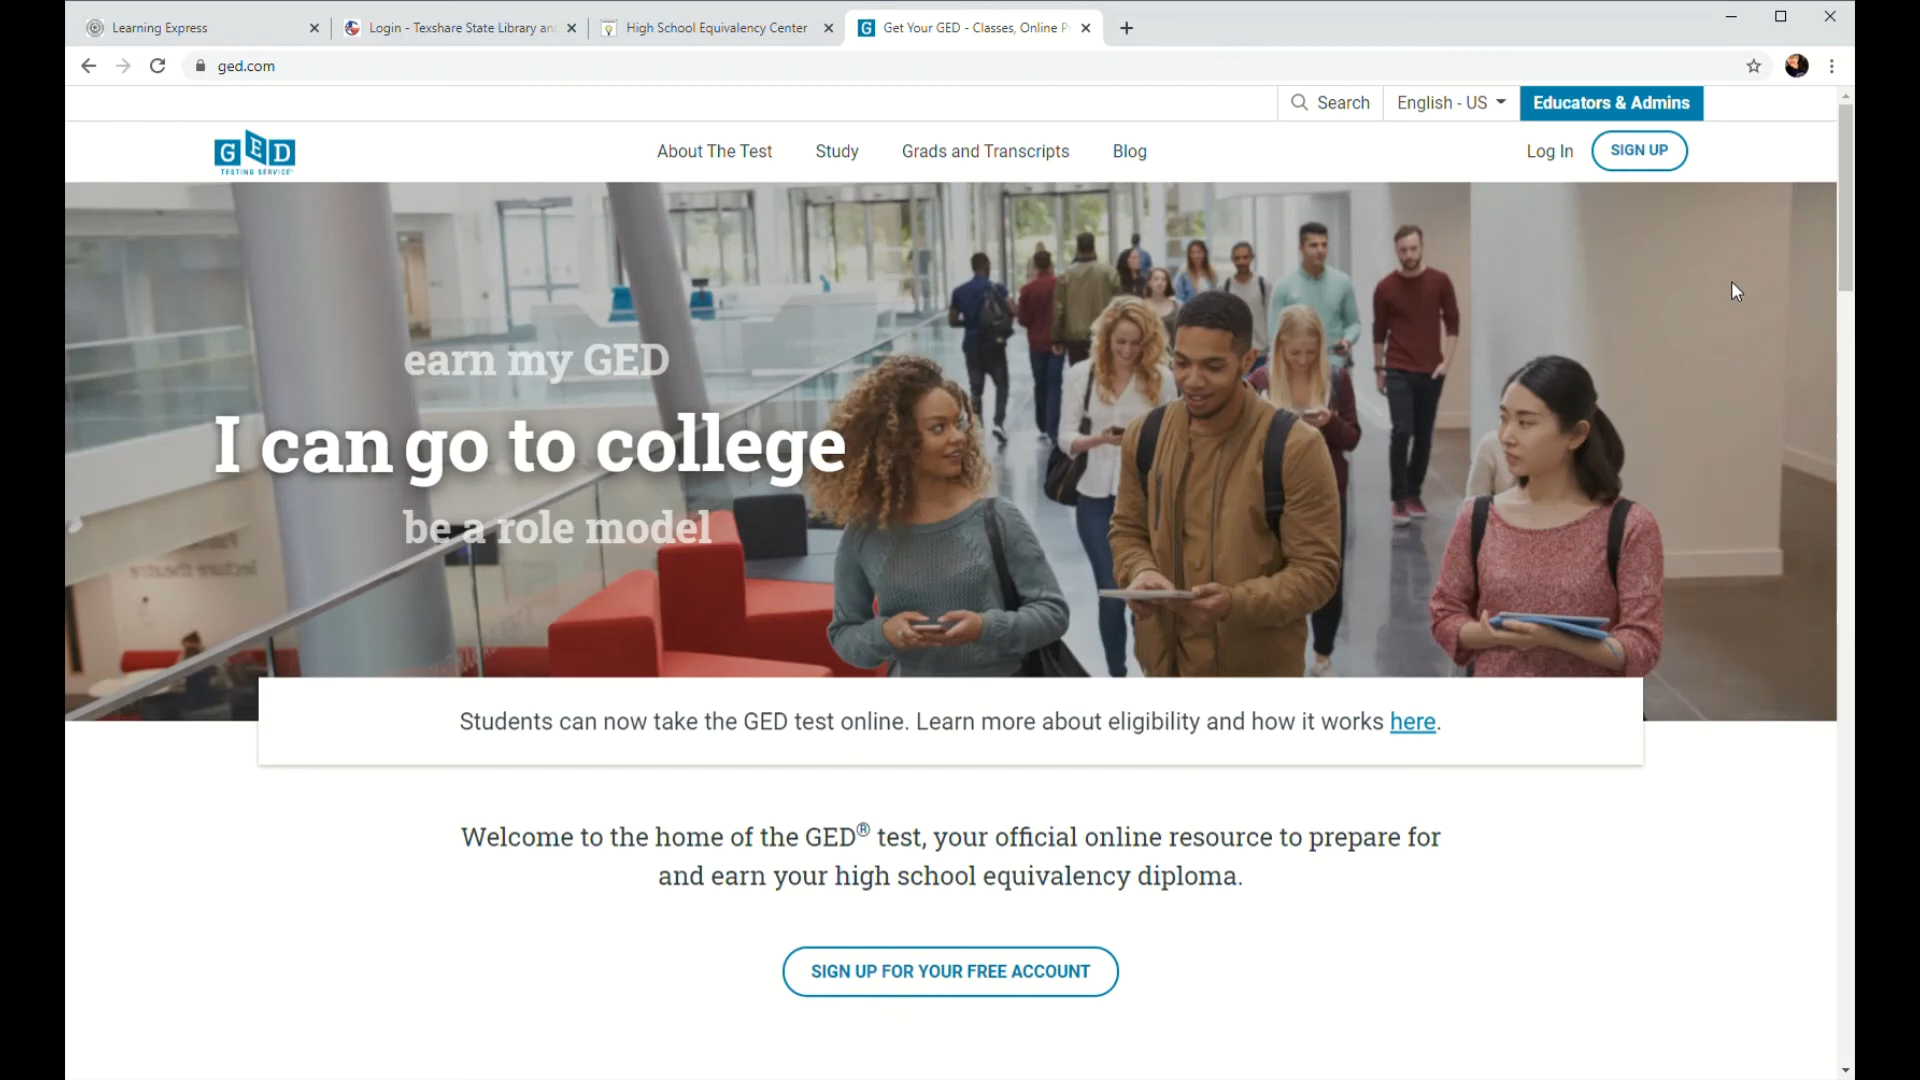 Learning Express
Login - Texshare State Library an
High School Equivalency Center
Get Your GED - Classes, Online P
ged.com
Search
English - US
Educators & Admins
GED
TESTING SERVICE
About The Test
Study
Grads and Transcripts
Blog
Log In
SIGN UP
earn my GED
I can go to college
be a role model
lecture theatre
Students can now take the GED test online. Learn more about eligibility and how it works here.
Welcome to the home of the GED® test, your official online resource to prepare for
and earn your high school equivalency diploma.
SIGN UP FOR YOUR FREE ACCOUNT